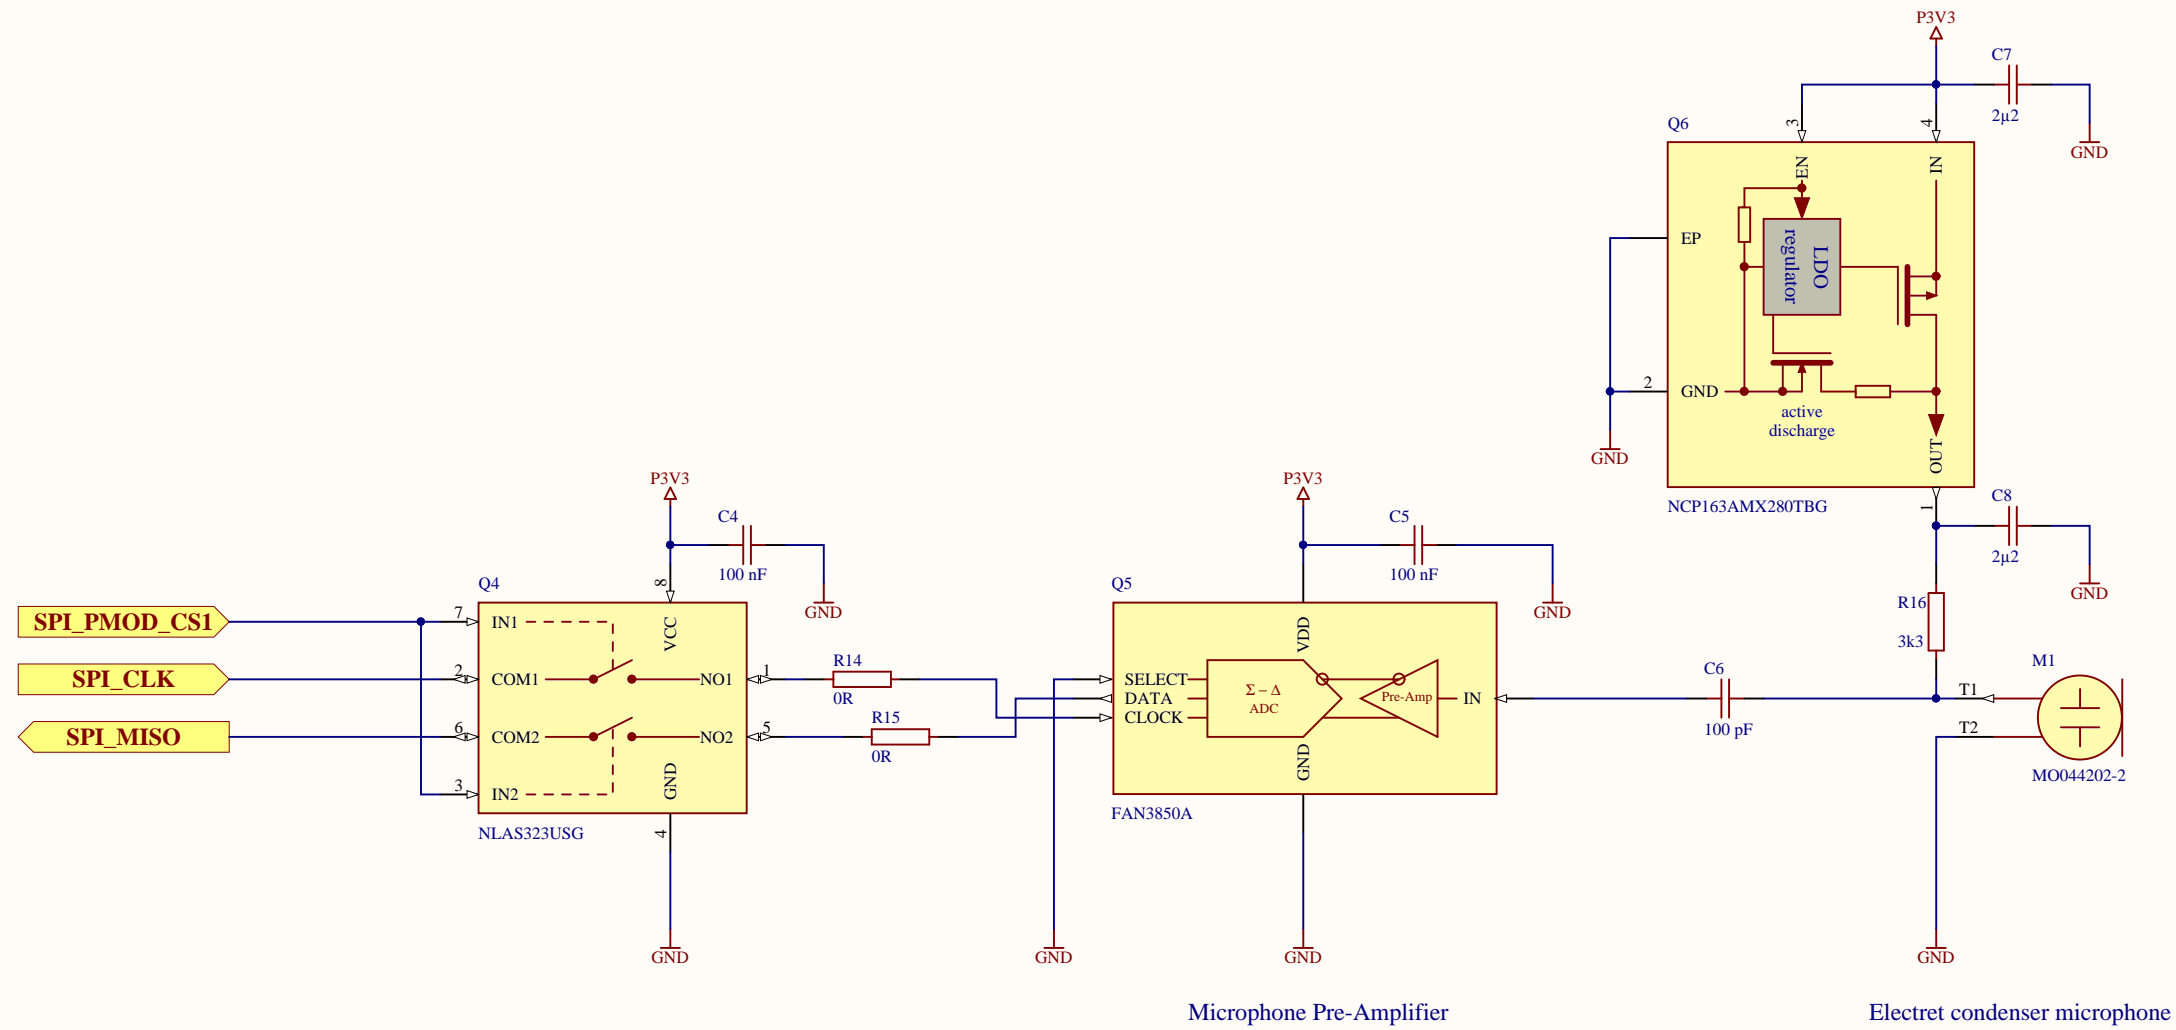 P3V3
C7
2µ2
GND
Q6
3
4
EN
IN
EP
LDO
regulator
2
GND
active
discharge
OUT
GND
NCP163AMX280TBG
1
C8
2µ2
GND
R16
3k3
P3V3
C4
100 nF
GND
Q4
8
SPI_PMOD_CS1
7
IN1
VCC
SPI_CLK
2
COM1
NO1
1
R14
0R
SPI_MISO
6
COM2
NO2
5
R15
0R
3
IN2
GND
NLAS323USG
4
GND
P3V3
C5
100 nF
GND
Q5
VDD
SELECT
DATA
CLOCK
Σ – Δ
ADC
Pre-Amp
IN
GND
FAN3850A
GND
GND
C6
100 pF
M1
T1
T2
MO044202-2
GND
Microphone Pre-Amplifier
Electret condenser microphone